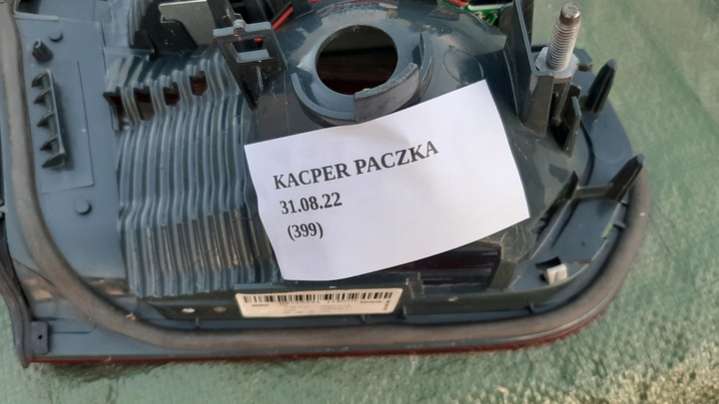 KACPER PACZKA
31.08.22
(399)